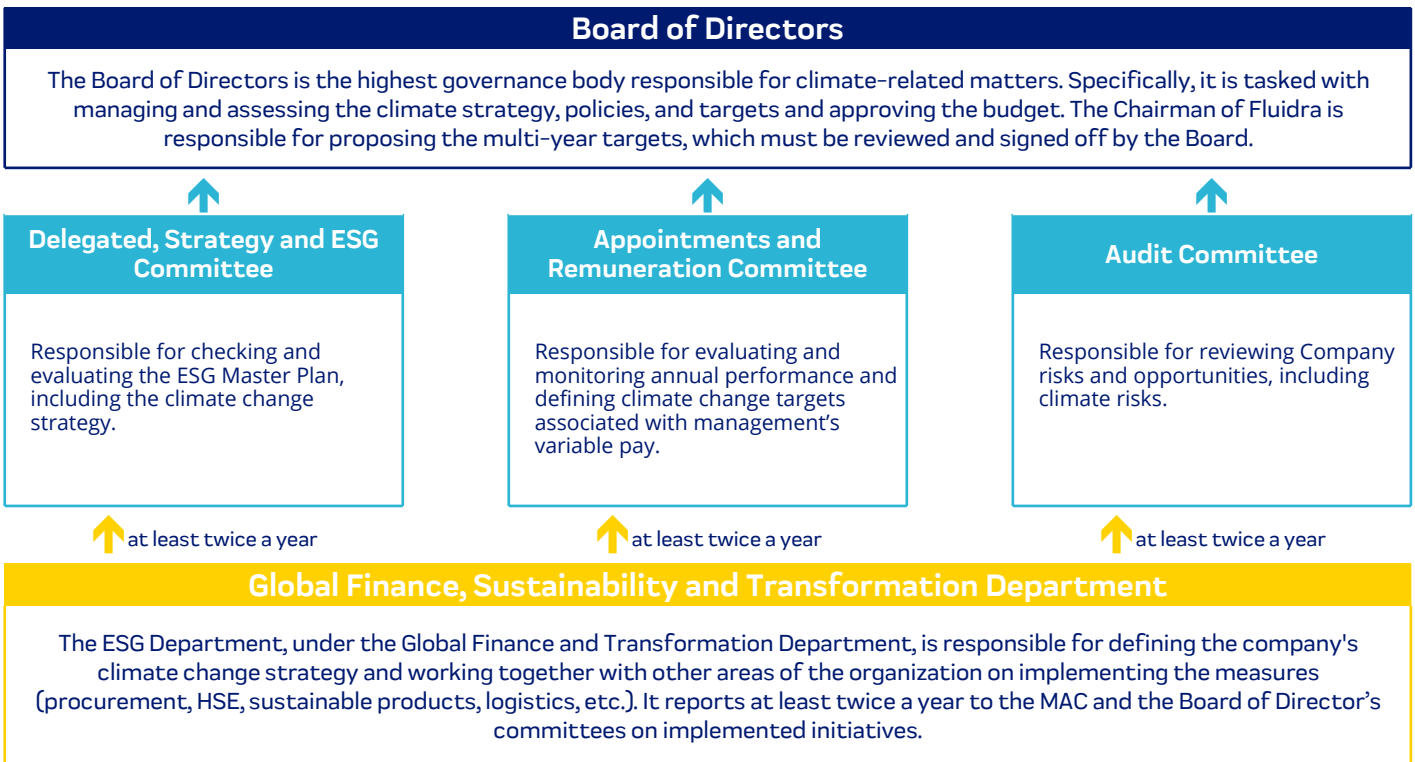 Board of Directors
The Board of Directors is the highest governance body responsible for climate-related matters. Specifically, it is tasked with
managing and assessing the climate strategy, policies, and targets and approving the budget. The Chairman of Fluidra is
responsible for proposing the multi-year targets, which must be reviewed and signed off by the Board.
Delegated, Strategy and ESG
Committee
Responsible for checking and
evaluating the ESG Master Plan,
including the climate change
strategy.
Appointments and
Remuneration Committee
Responsible for evaluating and
monitoring annual performance and
defining climate change targets
associated with management’s
variable pay.
Audit Committee
Responsible for reviewing Company
risks and opportunities, including
climate risks.
at least twice a year
at least twice a year
at least twice a year
Global Finance, Sustainability and Transformation Department
The ESG Department, under the Global Finance and Transformation Department, is responsible for defining the company's
climate change strategy and working together with other areas of the organization on implementing the measures
(procurement, HSE, sustainable products, logistics, etc.). It reports at least twice a year to the MAC and the Board of Director’s
committees on implemented initiatives.